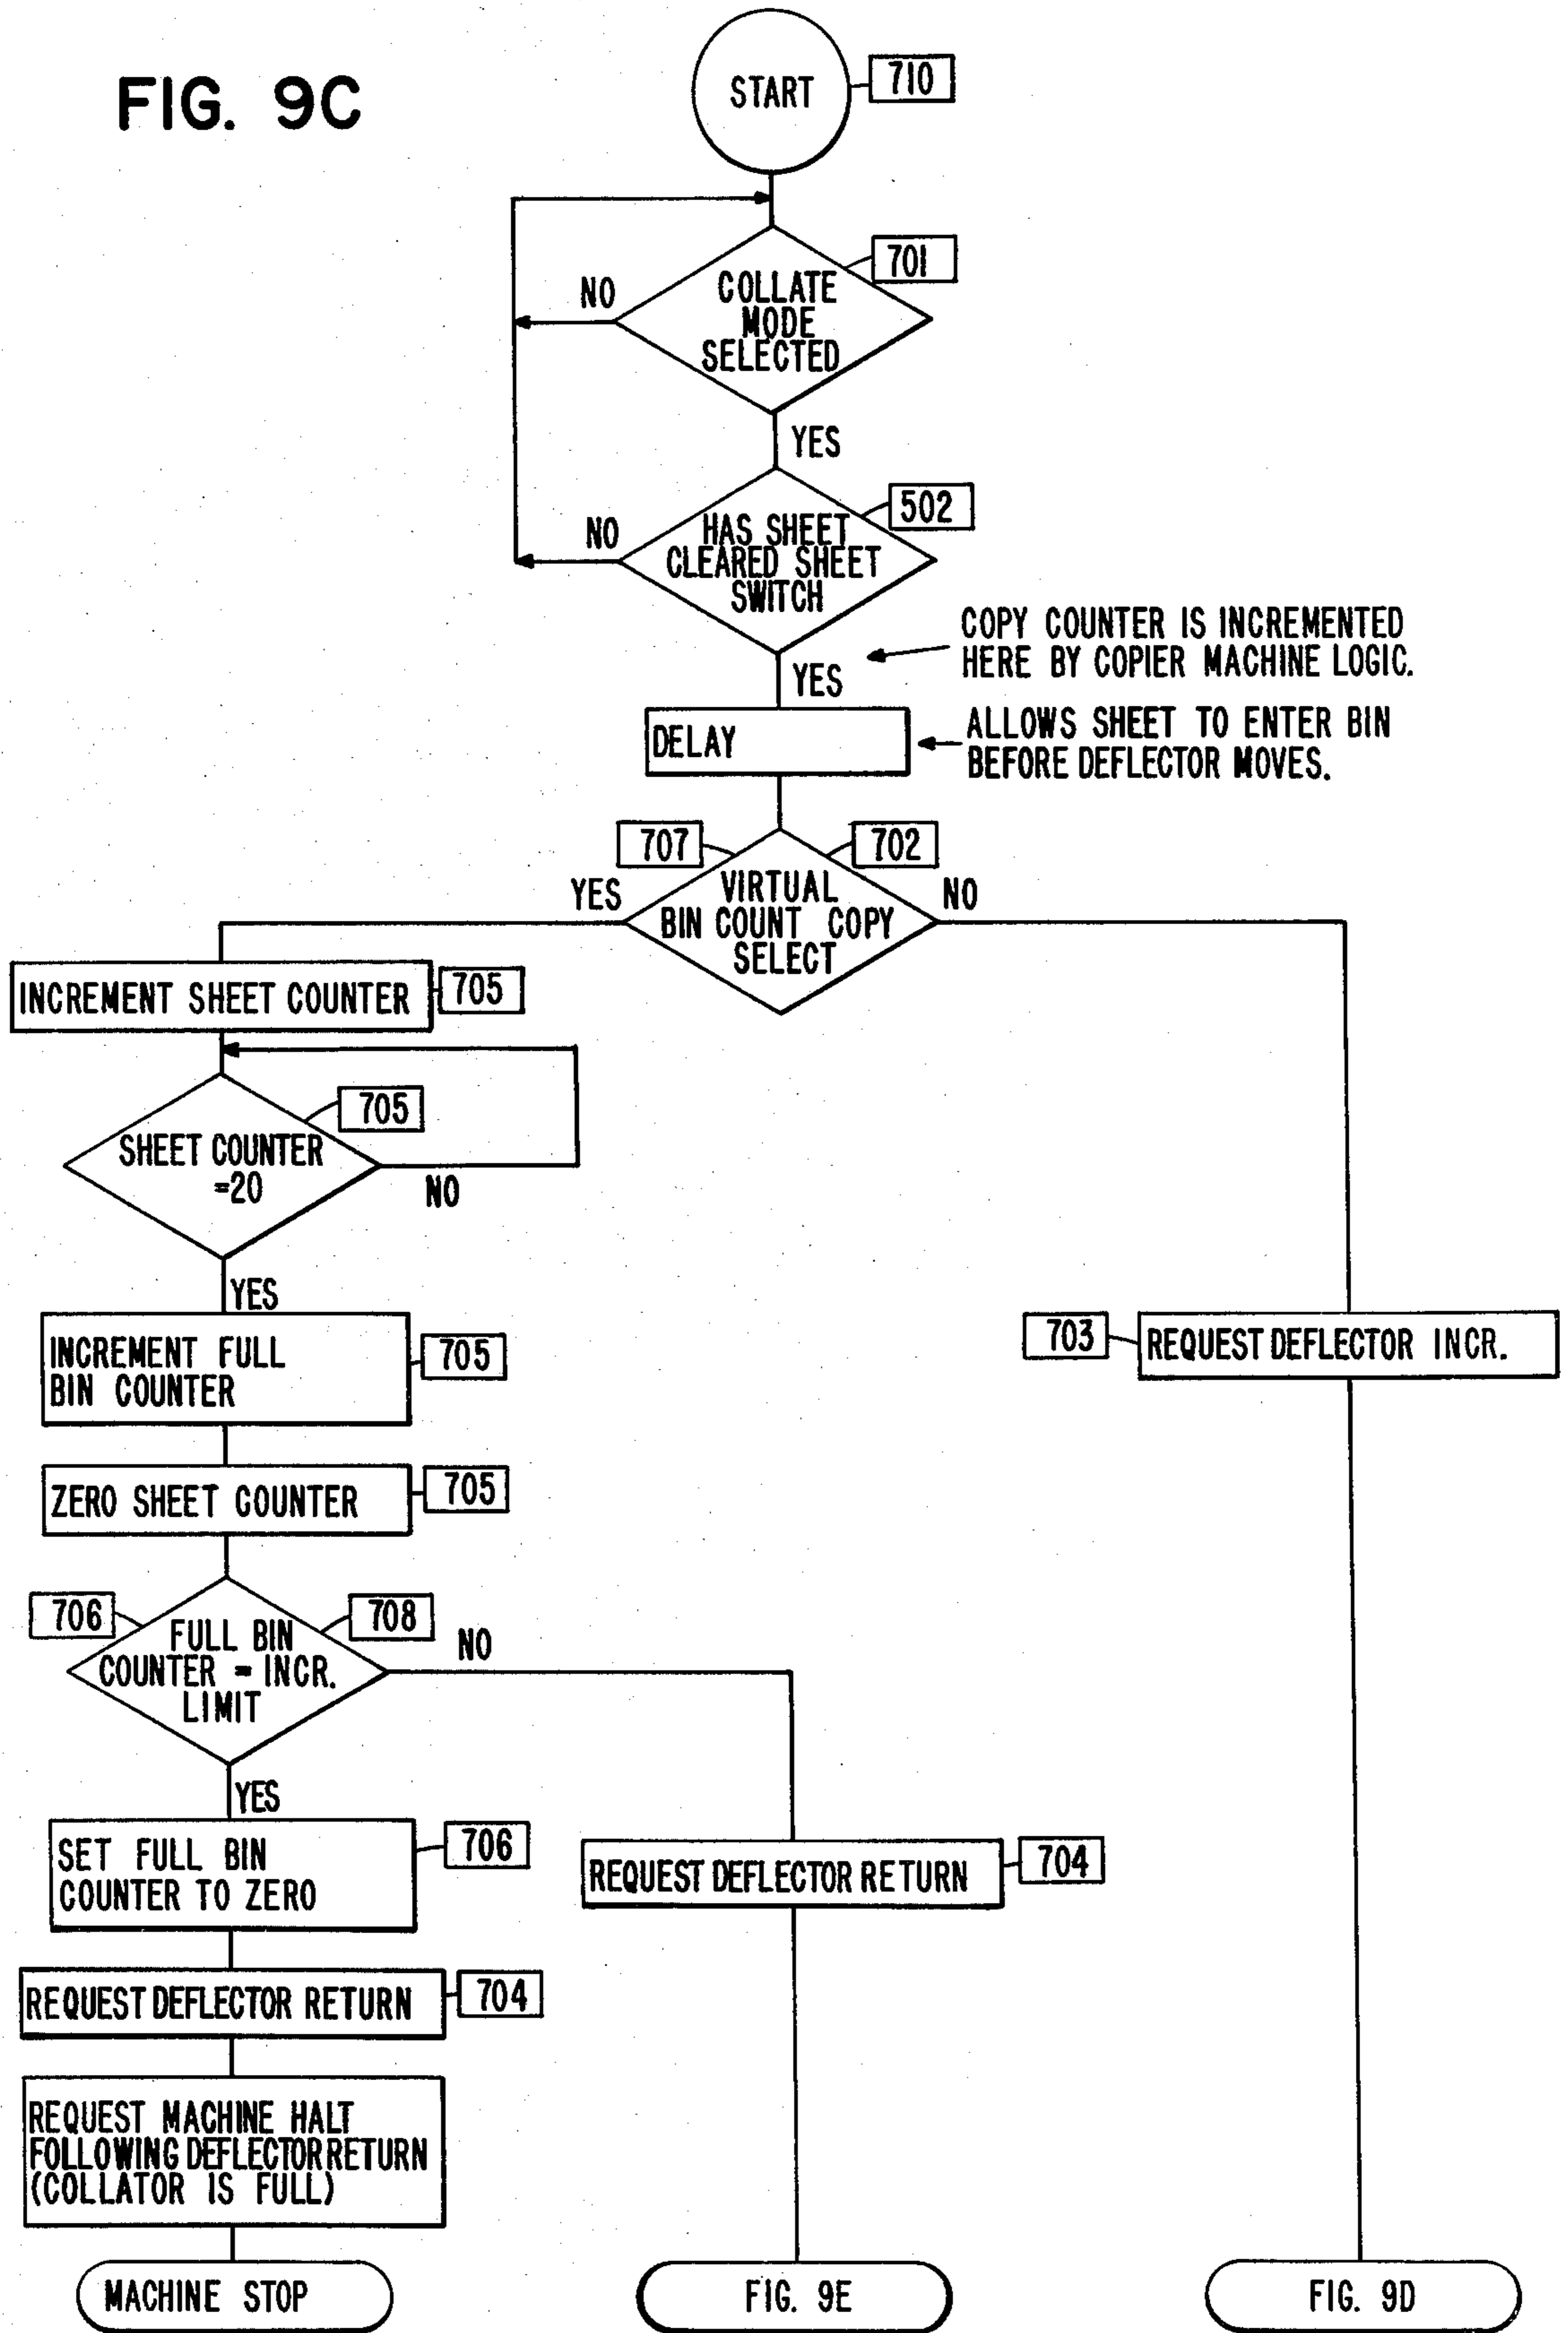 FIG. 9C
START
710
701
COLLATE
MODE
SELECTED
NO
YES
502
HAS SHEET
CLEARED SHEET
SWITCH
NO
YES
COPY COUNTER IS INCREMENTED
HERE BY COPIER MACHINE LOGIC.
DELAY
ALLOWS SHEET TO ENTER BIN
BEFORE DEFLECTOR MOVES.
707
702
YES
VIRTUAL
BIN COUNT COPY
SELECT
NO
INCREMENT SHEET COUNTER
705
705
SHEET COUNTER
=20
NO
YES
INCREMENT FULL
BIN COUNTER
705
703
REQUEST DEFLECTOR INCR.
ZERO SHEET COUNTER
705
706
708
FULL BIN
COUNTER = INCR.
LIMIT
NO
YES
SET FULL BIN
COUNTER TO ZERO
706
REQUEST DEFLECTOR RETURN
704
REQUEST DEFLECTOR RETURN
704
REQUEST MACHINE HALT
FOLLOWING DEFLECTOR RETURN
(COLLATOR IS FULL)
MACHINE STOP
FIG. 9E
FIG. 9D